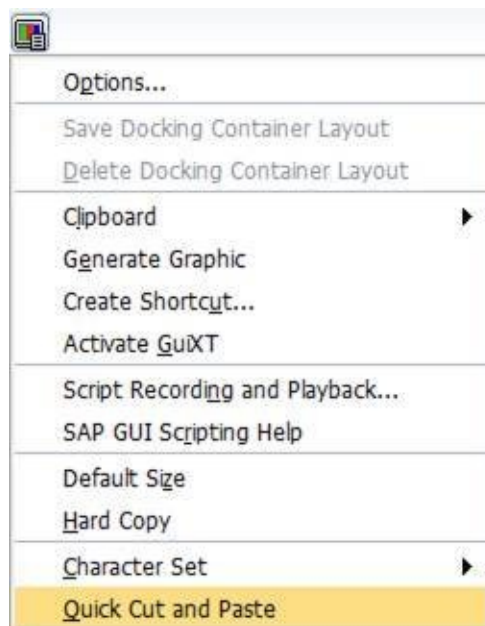 Options...
Save Docking Container Layout
Delete Docking Container Layout
Clipboard
Generate Graphic
Create Shortcut...
Activate GuiXT
Script Recording and Playback...
SAP GUI Scripting Help
Default Size
Hard Copy
Character Set
Quick Cut and Paste